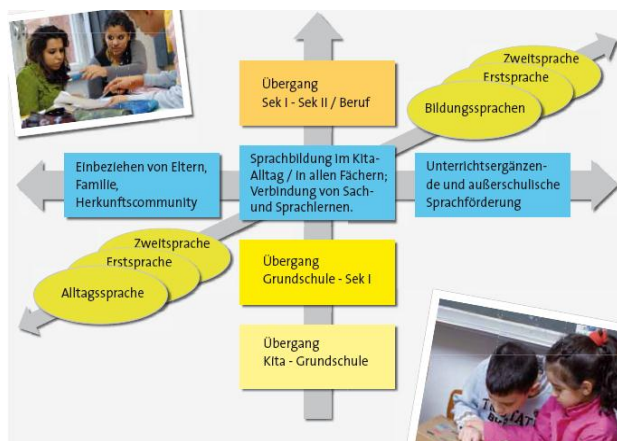 Übergang
Sek I - Sek II / Beruf
Zweitsprache
Erstsprache
Bildungssprachen
Einbeziehen von Eltern,
Familie,
Herkunftscommunity
Sprachbildung im Kita-
Alltag / in allen Fächern;
Verbindung von Sach-
und Sprachlernen.
Unterrichtsergänzen-
de und außerschulische
Sprachförderung
Zweitsprache
Erstsprache
Alltagssprache
Übergang
Grundschule - Sek I
Übergang
Kita - Grundschule